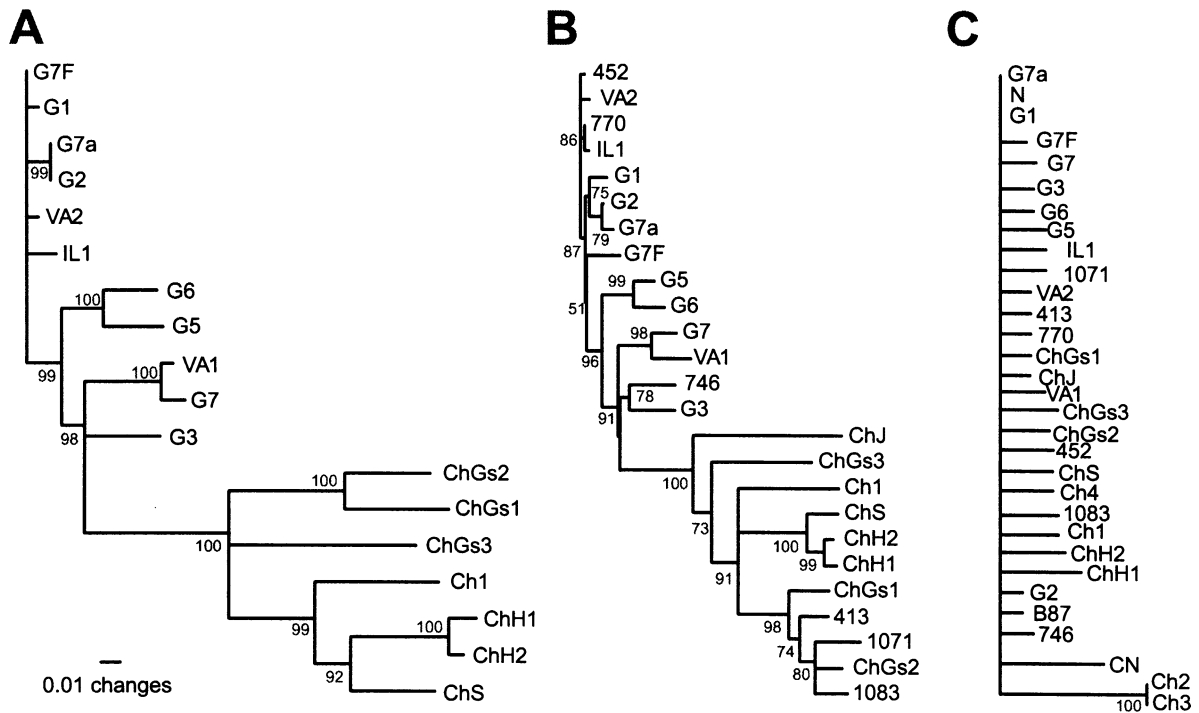 A
G7F
G1
G7a
99
G2
VA2
IL1
G6
100
G5
99
VA1
100
G7
98
G3
ChGs2
100
ChGs1
100
ChGs3
Ch1
99
ChH1
100
ChH2
92
ChS
0.01 changes
B
452
VA2
770
86
IL1
G1
75
G2
G7a
79
87
G7F
99
G5
G6
51
G7
98
VA1
96
746
78
G3
91
ChJ
ChGs3
100
Ch1
ChS
73
ChH2
100
99
ChH1
91
ChGs1
413
98
1071
74
ChGs2
80
1083
C
G7a
N
G1
G7F
G7
G3
G6
G5
IL1
1071
VA2
413
770
ChGs1
ChJ
VA1
ChGs3
ChGs2
452
ChS
Ch4
1083
Ch1
ChH2
ChH1
G2
B87
746
CN
Ch2
100
Ch3